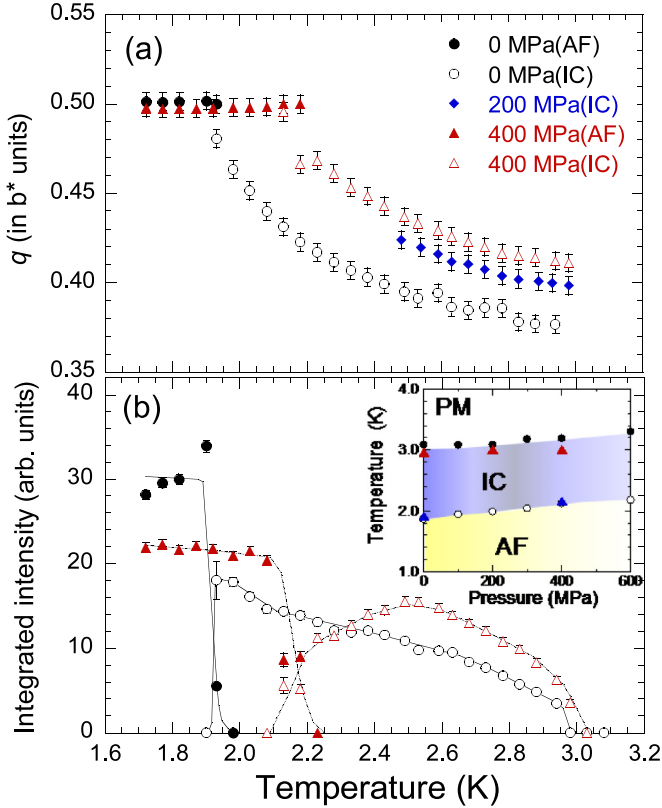 0.55
(a)
0 MPa(AF)
0 MPa(IC)
200 MPa(IC)
400 MPa(AF)
400 MPa(IC)
0.50
0.45
0.40
0.35
q (in b* units)
(b)
40
30
20
10
0
Integrated intensity (arb. units)
4.0
3.0
2.0
1.0
Temperature (K)
PM
IC
AF
0
200
400
600
Pressure (MPa)
1.6
1.8
2.0
2.2
2.4
2.6
2.8
3.0
3.2
Temperature (K)